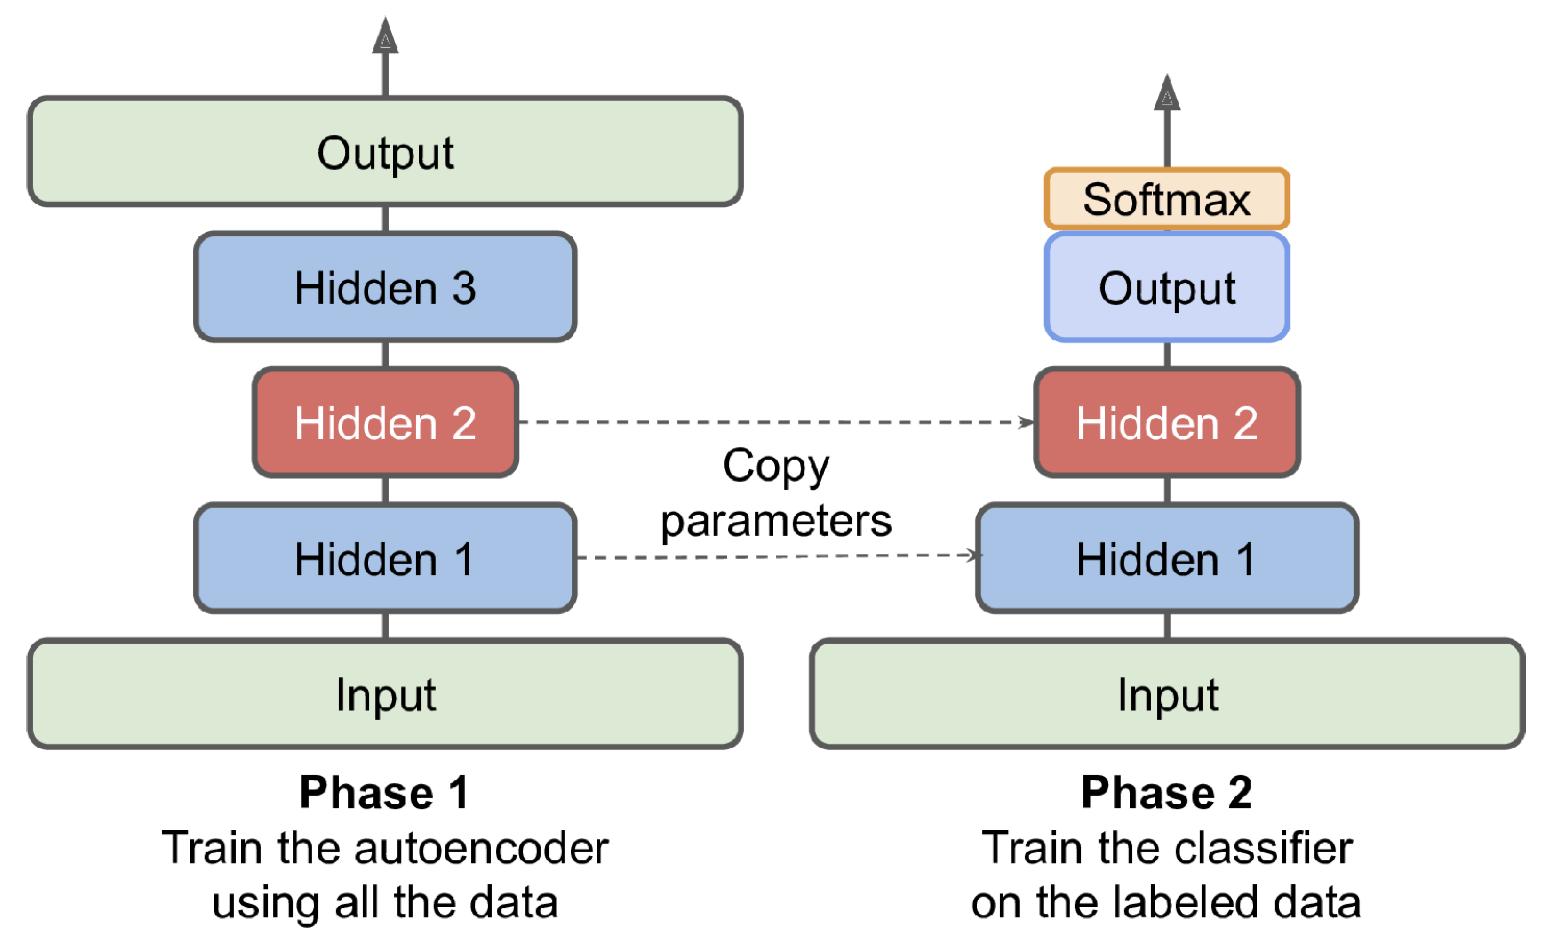 Output
Hidden 3
Hidden 2
Hidden 1
Input
Phase 1
Train the autoencoder
using all the data
Copy
parameters
Softmax
Output
Hidden 2
Hidden 1
Input
Phase 2
Train the classifier
on the labeled data